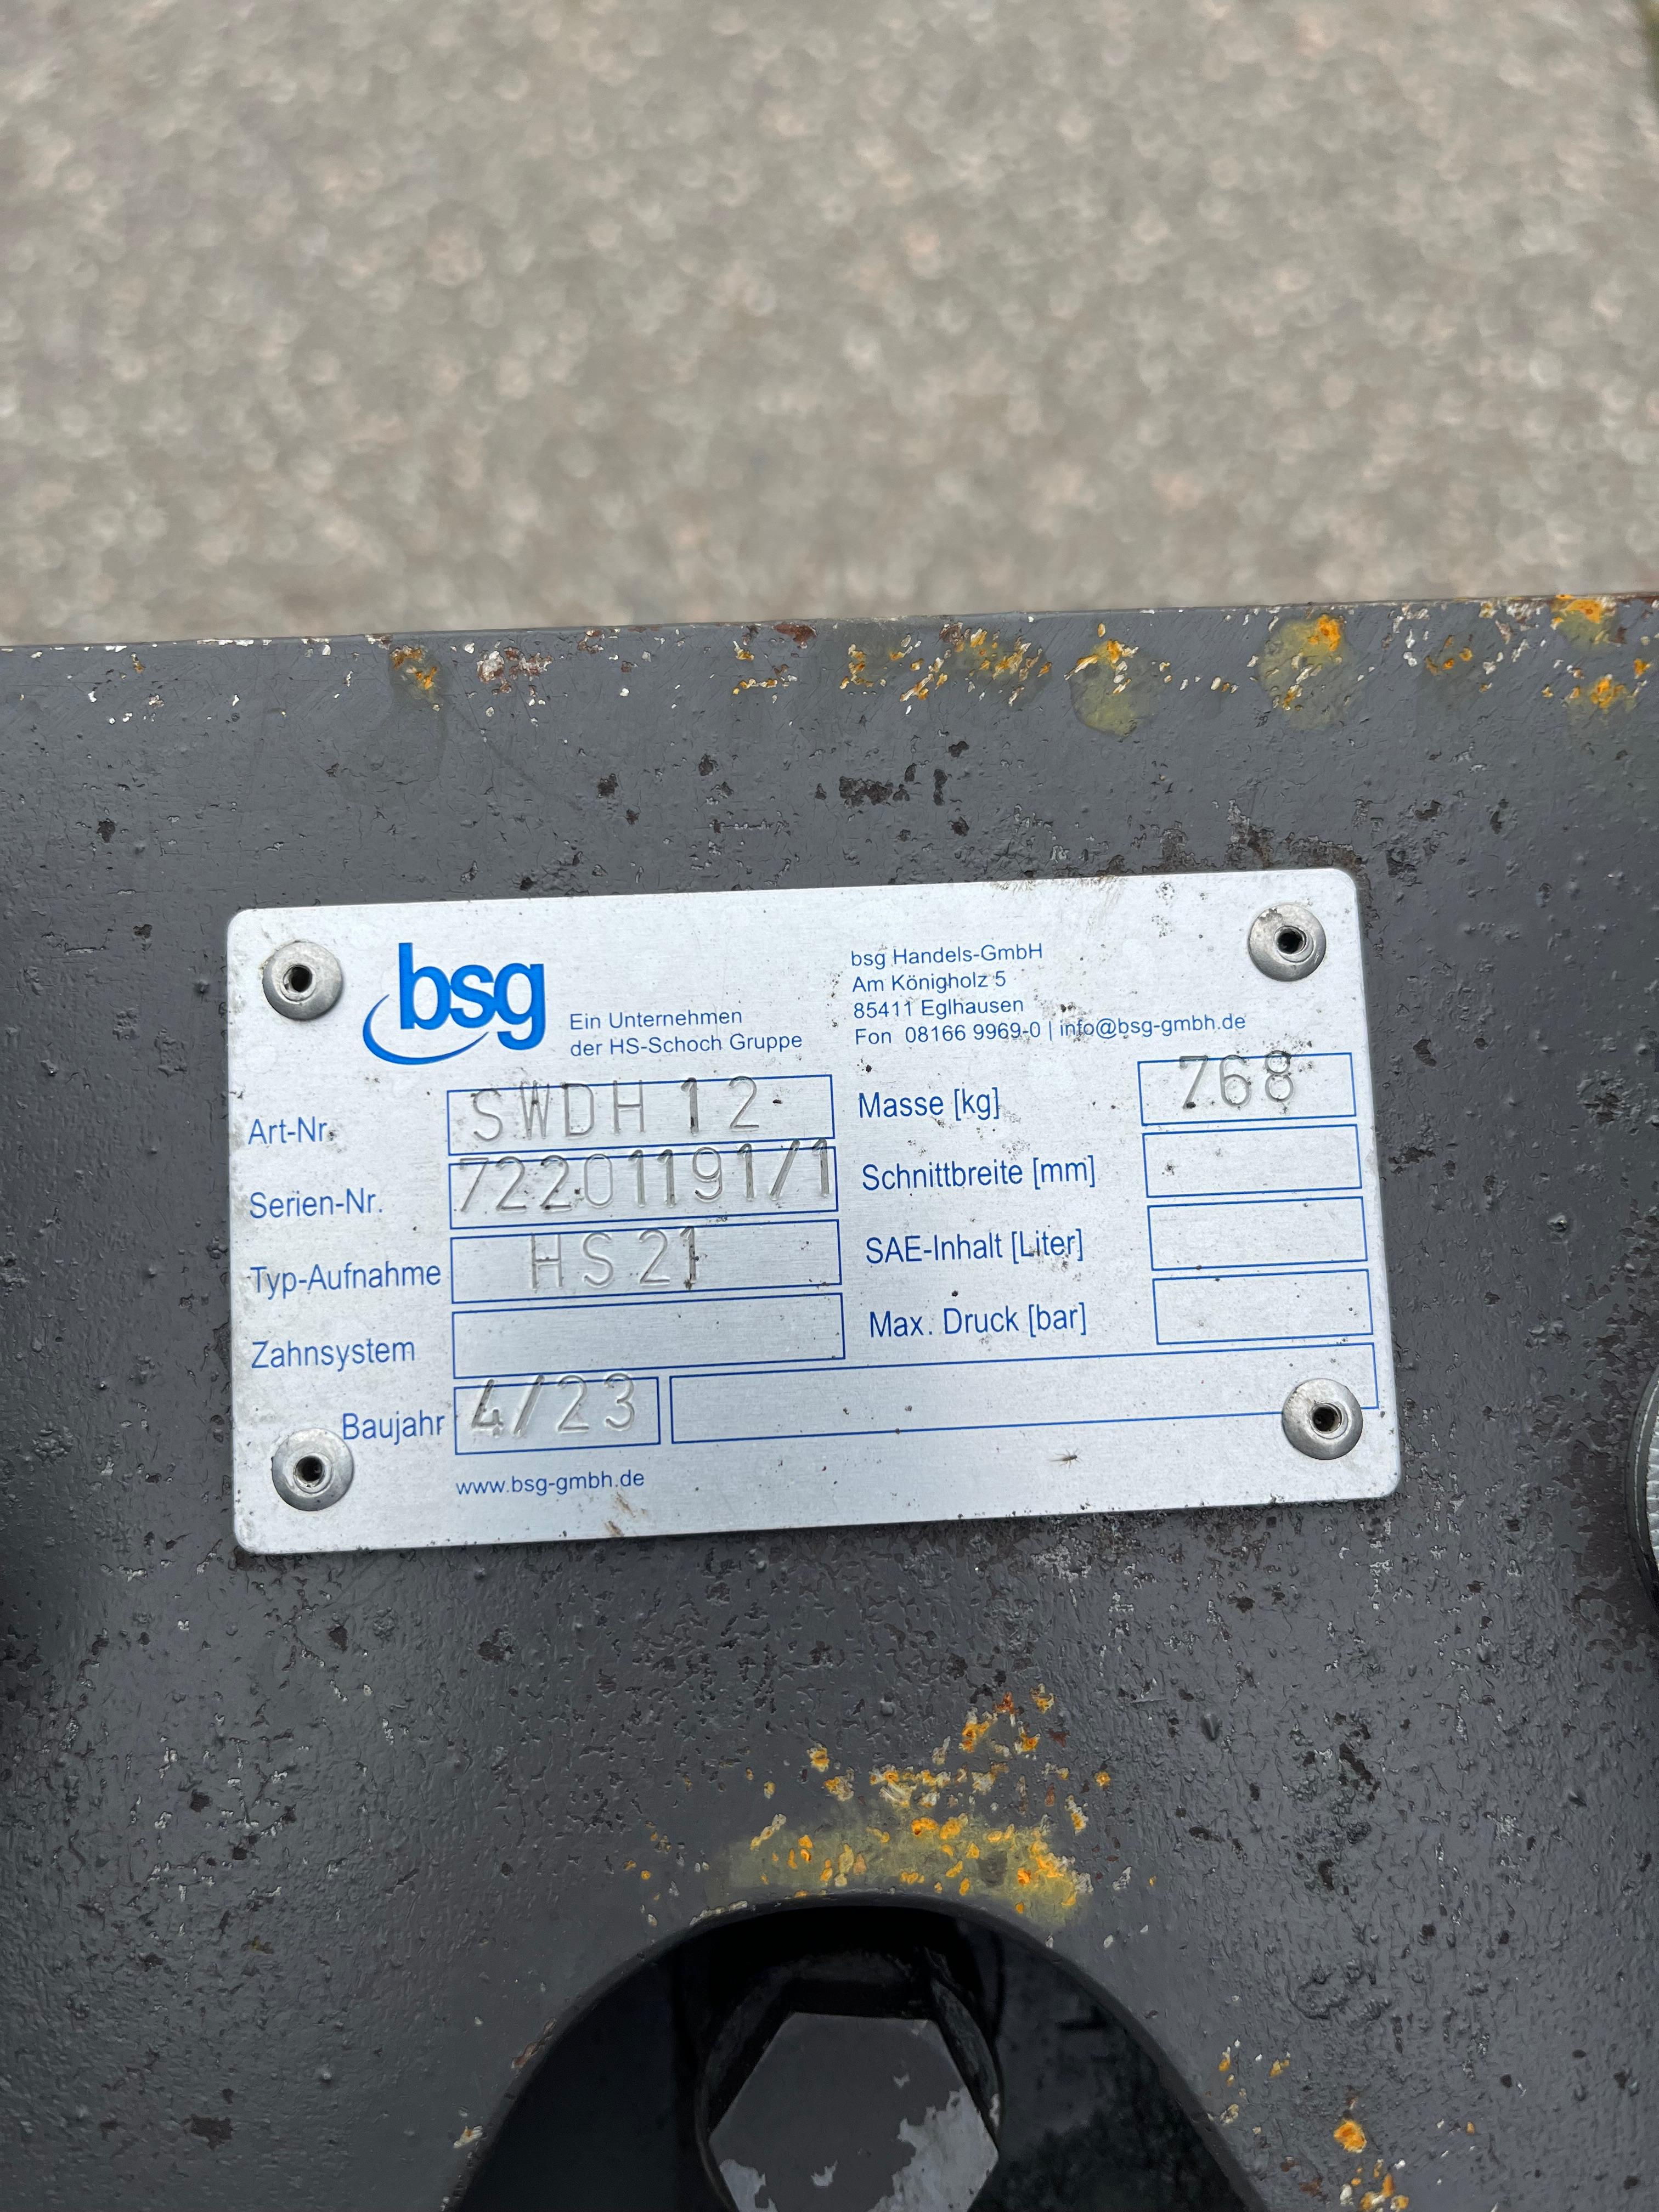 bsg
Ein Unternehmen
der HS-Schoch Gruppe
bsg Handels-GmbH
Am Königholz 5
85411 Eglhausen
Fon 08166 9969-0 | info@bsg-gmbh.de
Art-Nr. SWDH 12
Serien-Nr. 72201191/1
Typ-Aufnahme HS21
Zahnsystem
Baujahr 4/23
Masse [kg] 768
Schnittbreite [mm]
SAE-Inhalt [Liter]
Max. Druck [bar]
www.bsg-gmbh.de